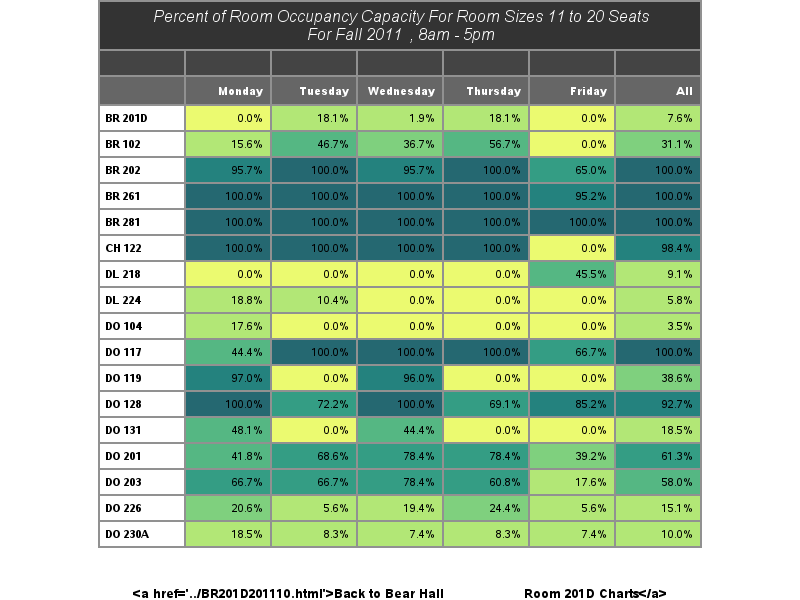 Percent of Room Occupancy Capacity For Room Sizes 11 to 20 Seats
For Fall 2011 , 8am - 5pm
Monday Tuesday Wednesday Thursday Friday All
BR 201D 0.0% 18.1% 1.9% 18.1% 0.0% 7.6%
BR 102 15.6% 46.7% 36.7% 56.7% 0.0% 31.1%
BR 202 95.7% 100.0% 95.7% 100.0% 65.0% 100.0%
BR 261 100.0% 100.0% 100.0% 100.0% 95.2% 100.0%
BR 281 100.0% 100.0% 100.0% 100.0% 100.0% 100.0%
CH 122 100.0% 100.0% 100.0% 100.0% 0.0% 98.4%
DL 218 0.0% 0.0% 0.0% 0.0% 45.5% 9.1%
DL 224 18.8% 10.4% 0.0% 0.0% 0.0% 5.8%
DO 104 17.6% 0.0% 0.0% 0.0% 0.0% 3.5%
DO 117 44.4% 100.0% 100.0% 100.0% 66.7% 100.0%
DO 119 97.0% 0.0% 96.0% 0.0% 0.0% 38.6%
DO 128 100.0% 72.2% 100.0% 69.1% 85.2% 92.7%
DO 131 48.1% 0.0% 44.4% 0.0% 0.0% 18.5%
DO 201 41.8% 68.6% 78.4% 78.4% 39.2% 61.3%
DO 203 66.7% 66.7% 78.4% 60.8% 17.6% 58.0%
DO 226 20.6% 5.6% 19.4% 24.4% 5.6% 15.1%
DO 230A 18.5% 8.3% 7.4% 8.3% 7.4% 10.0%
<a href='../BR201D201110.html'>Back to Bear Hall Room 201D Charts</a>